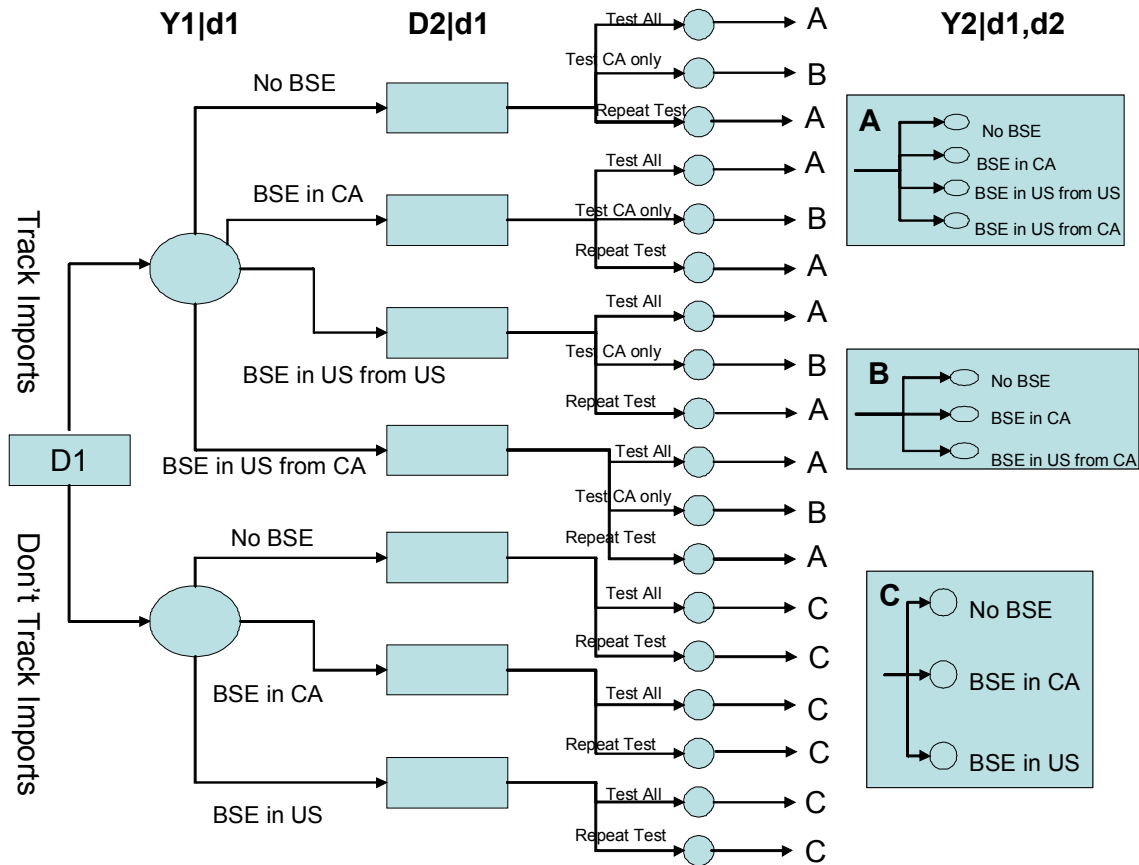 Y1|d1
D2|d1
Y2|d1,d2
Track Imports
D1
Don't Track Imports
No BSE
BSE in CA
BSE in US from US
BSE in US from CA
No BSE
BSE in CA
BSE in US
Test All
A
Test CA only
B
Repeat Test
A
Test All
A
Test CA only
B
Repeat Test
A
Test All
A
Test CA only
B
Repeat Test
A
Test All
A
Test CA only
B
Repeat Test
A
Test All
C
Repeat Test
C
Test All
C
Repeat Test
C
Test All
C
Repeat Test
C
A
No BSE
BSE in CA
BSE in US from US
BSE in US from CA
B
No BSE
BSE in CA
BSE in US from CA
C
No BSE
BSE in CA
BSE in US